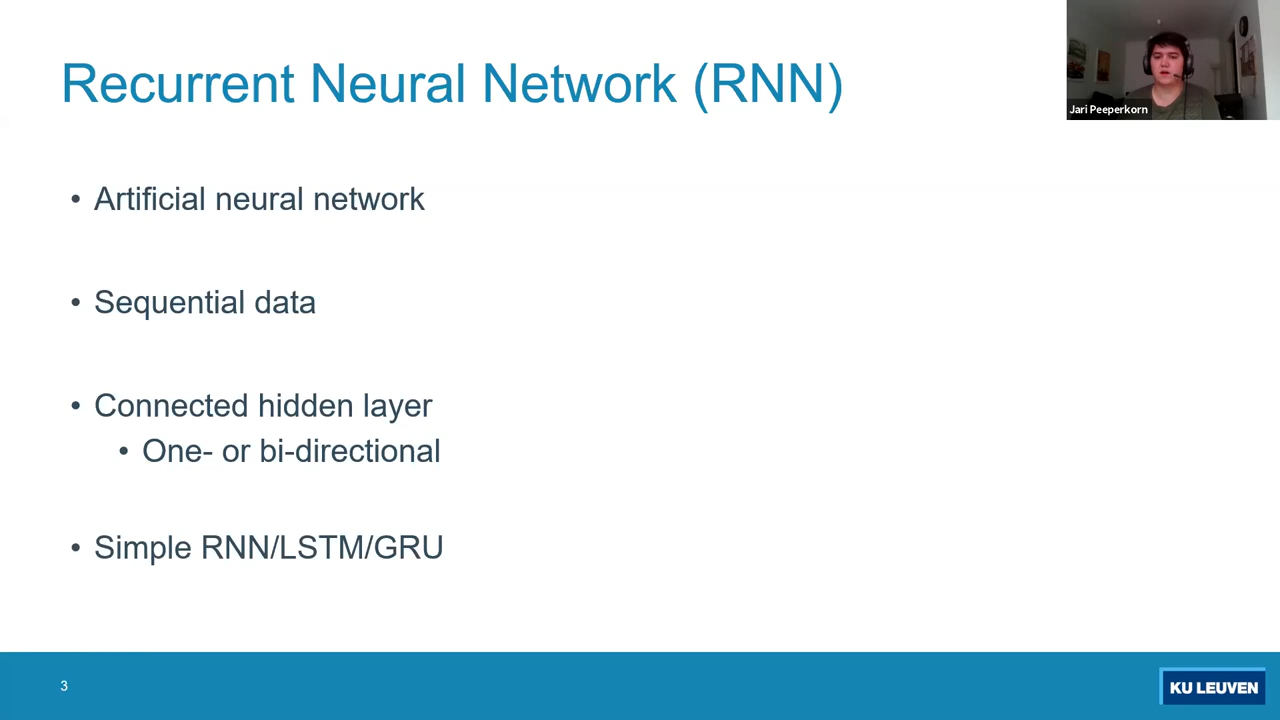 Recurrent Neural Network (RNN)
Jari Peeperkorn
• Artificial neural network
• Sequential data
• Connected hidden layer
• One- or bi-directional
• Simple RNN/LSTM/GRU
3
KU LEUVEN